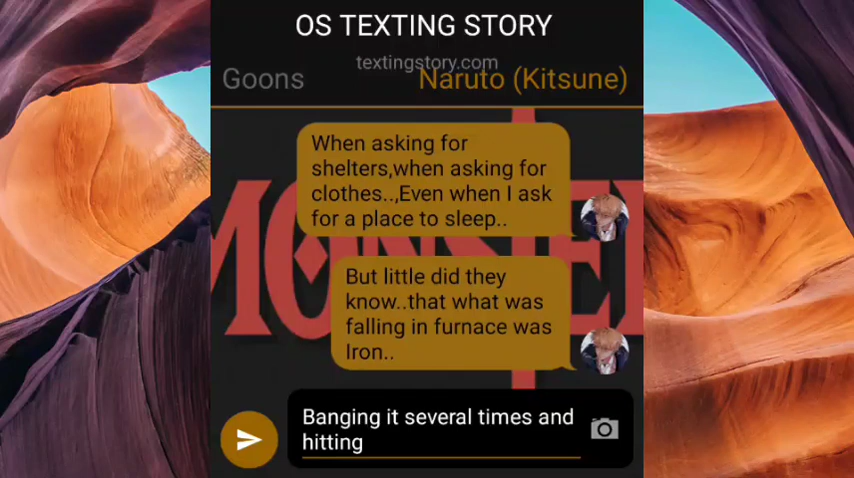 OS TEXTING STORY
textingstory.com
Goons
Naruto (Kitsune)
When asking for
shelters,when asking for
clothes..,Even when I ask
for a place to sleep..
MONSTER
But little did they
know..that what was
falling in furnace was
Iron..
Banging it several times and
hitting